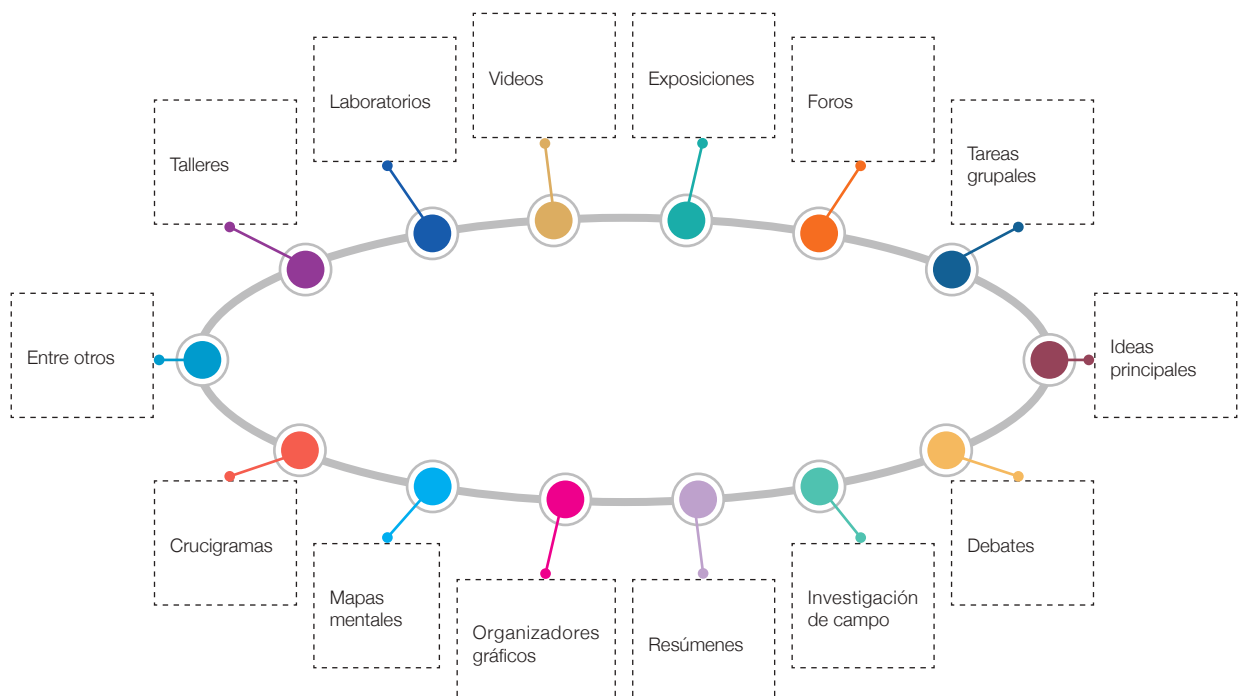 Videos
Exposiciones
Laboratorios
Foros
Talleres
Tareas
grupales
Entre otros
Ideas
principales
Crucigramas
Debates
Mapas
mentales
Investigación
de campo
Organizadores
gráficos
Resúmenes